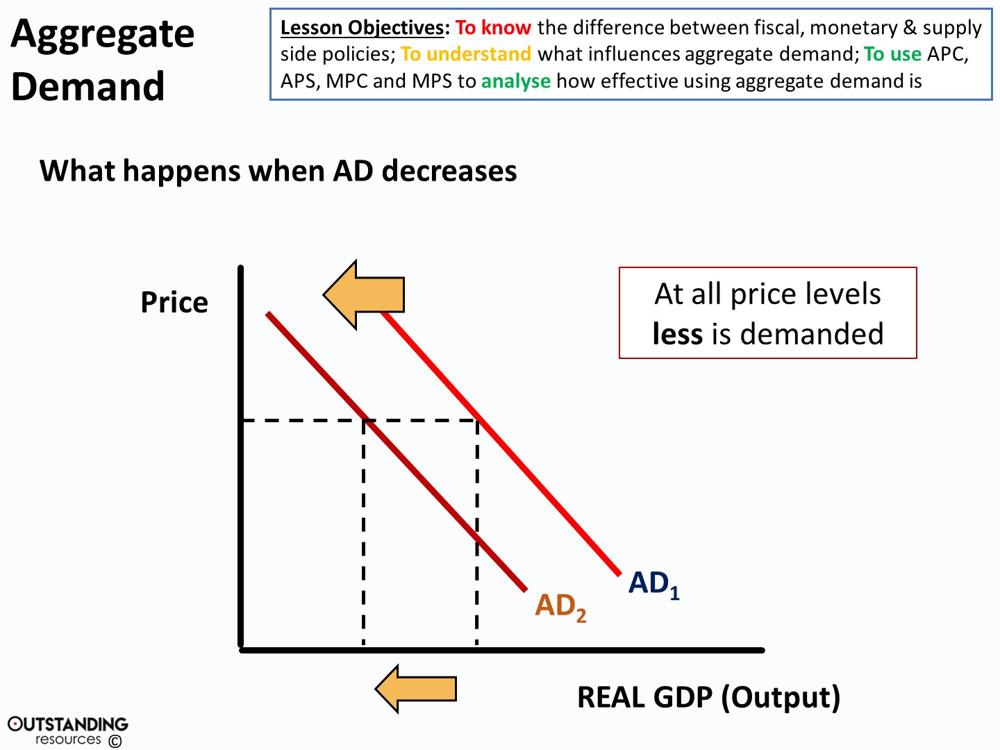 Aggregate
Demand
Lesson Objectives: To know the difference between fiscal, monetary & supply
side policies; To understand what influences aggregate demand; To use APC,
APS, MPC and MPS to analyse how effective using aggregate demand is
What happens when AD decreases
Price
At all price levels
less is demanded
AD1
AD2
REAL GDP (Output)
OUTSTANDING
resources ©